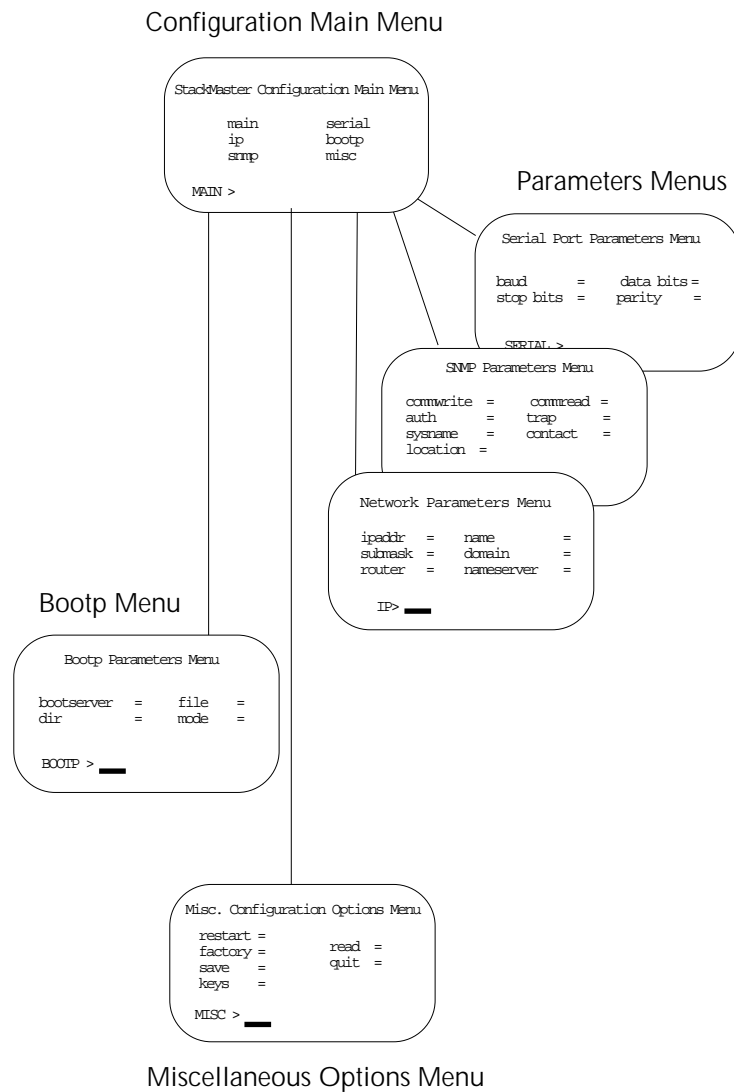 Configuration Main Menu
StackMaster Configuration Main Menu
main serial
ip bootp
snmp misc
MAIN >
Parameters Menus
Serial Port Parameters Menu
baud = data bits =
stop bits = parity =
SERIAL >
SNMP Parameters Menu
commwrite = commread =
auth = trap =
sysname = contact =
location =
Network Parameters Menu
ipaddr = name =
submask = domain =
router = nameserver =
IP>
Bootp Menu
Bootp Parameters Menu
bootserver = file =
dir = mode =
BOOTP >
Misc. Configuration Options Menu
restart =
factory = read =
save = quit =
keys =
MISC >
Miscellaneous Options Menu